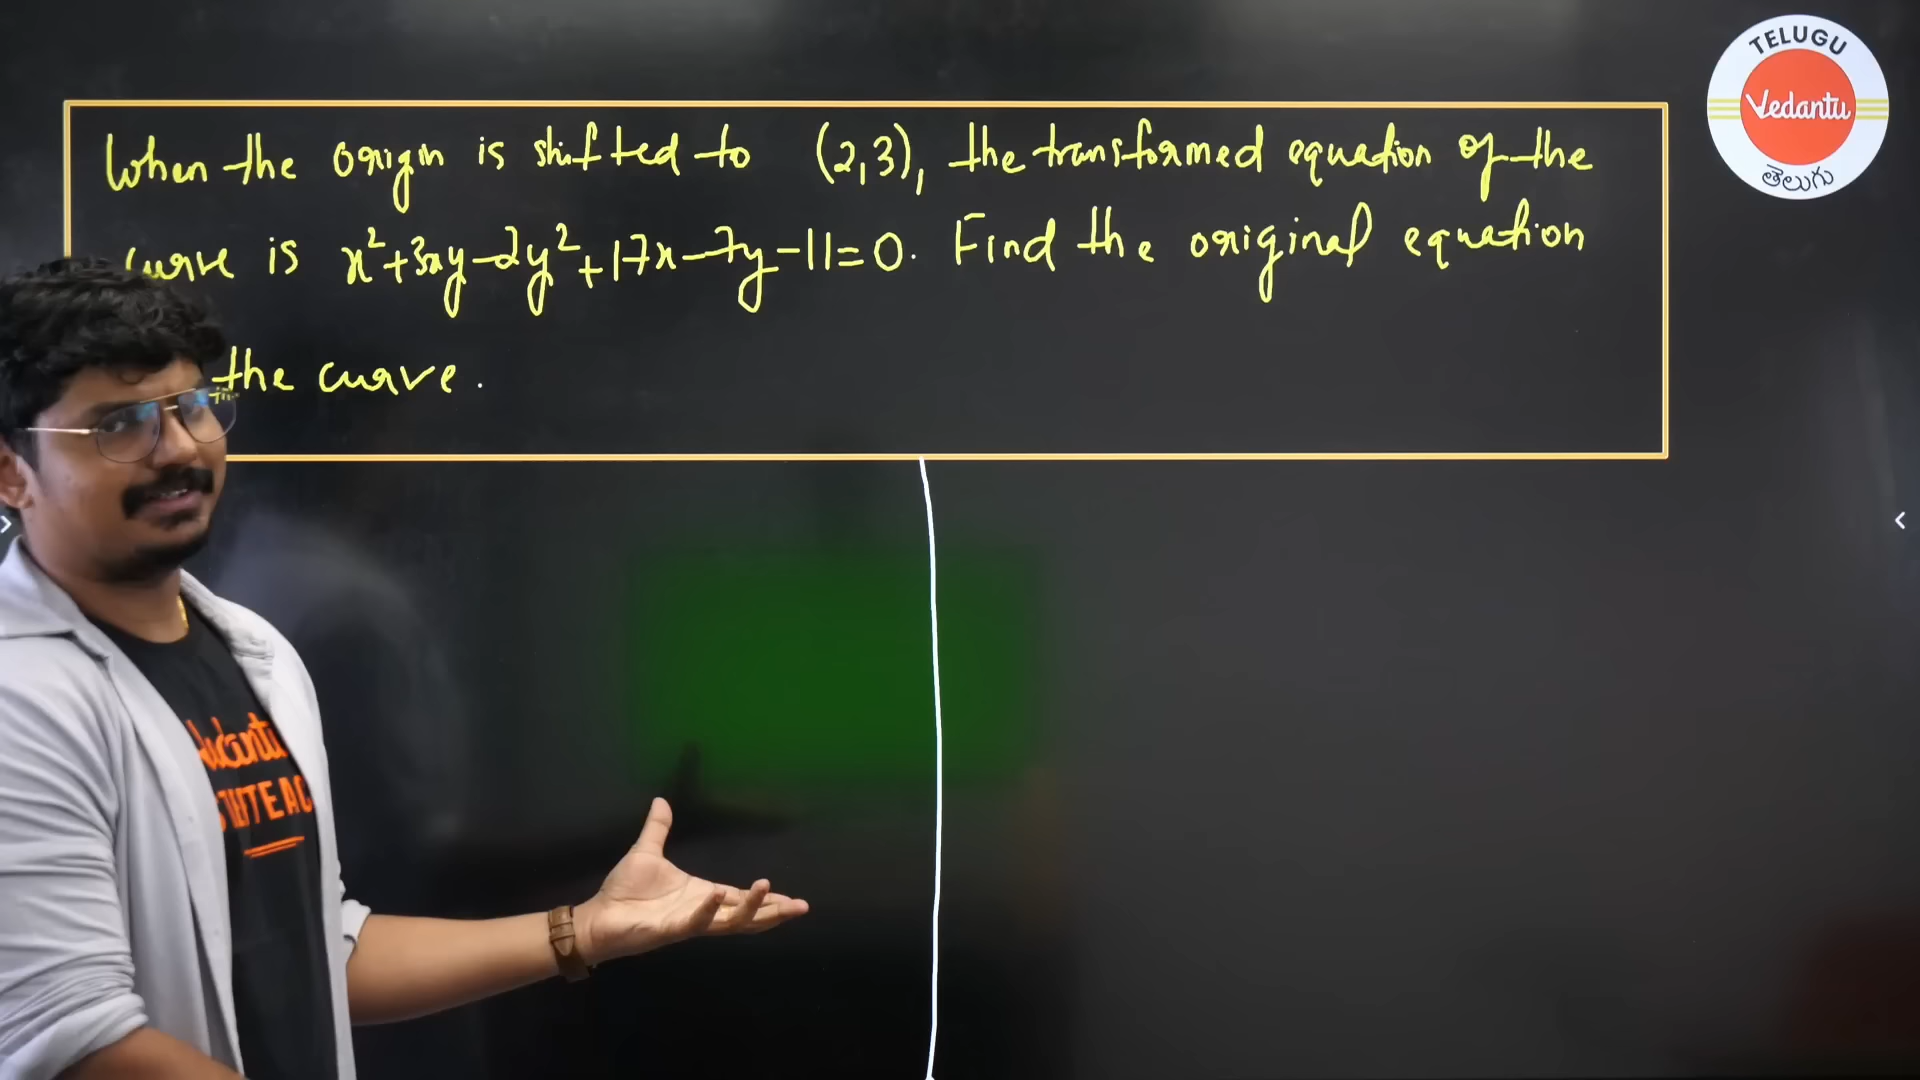 TELUGU
Vedantu
తెలుగు
When the origin is shifted to (2,3), the transformed equation of the
curve is x²+3xy-2y²+17x-7y-11=0. Find the original equation
the curve.
Vedantu